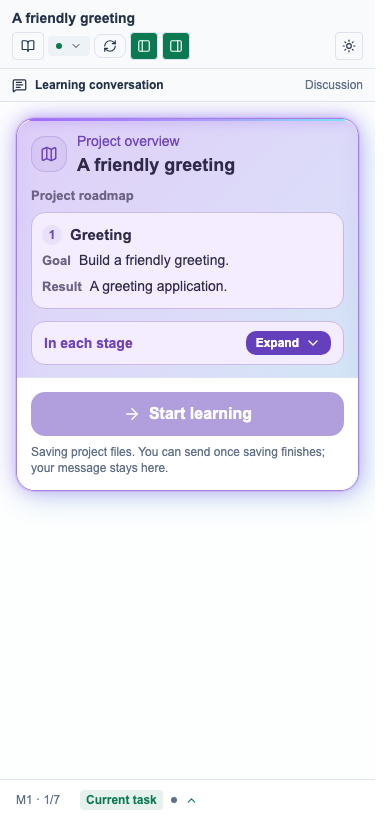 A friendly greeting
Learning conversation
Discussion
Project overview
A friendly greeting
Project roadmap
1 Greeting
Goal Build a friendly greeting.
Result A greeting application.
In each stage
Expand
Start learning
Saving project files. You can send once saving finishes;
your message stays here.
M1 · 1/7
Current task